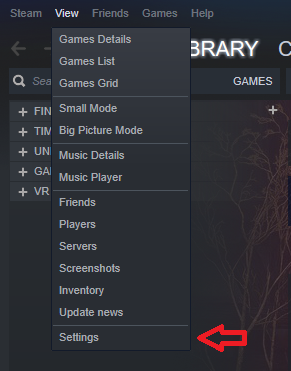 Steam View Friends Games Help
Games Details
Games List
Games Grid
BRARY C
Sea
GAMES
Small Mode
Big Picture Mode
Music Details
Music Player
Friends
Players
Servers
Screenshots
Inventory
Update news
Settings
+ FIN
+ TIM
+ UN
+ GA
+ VR
+